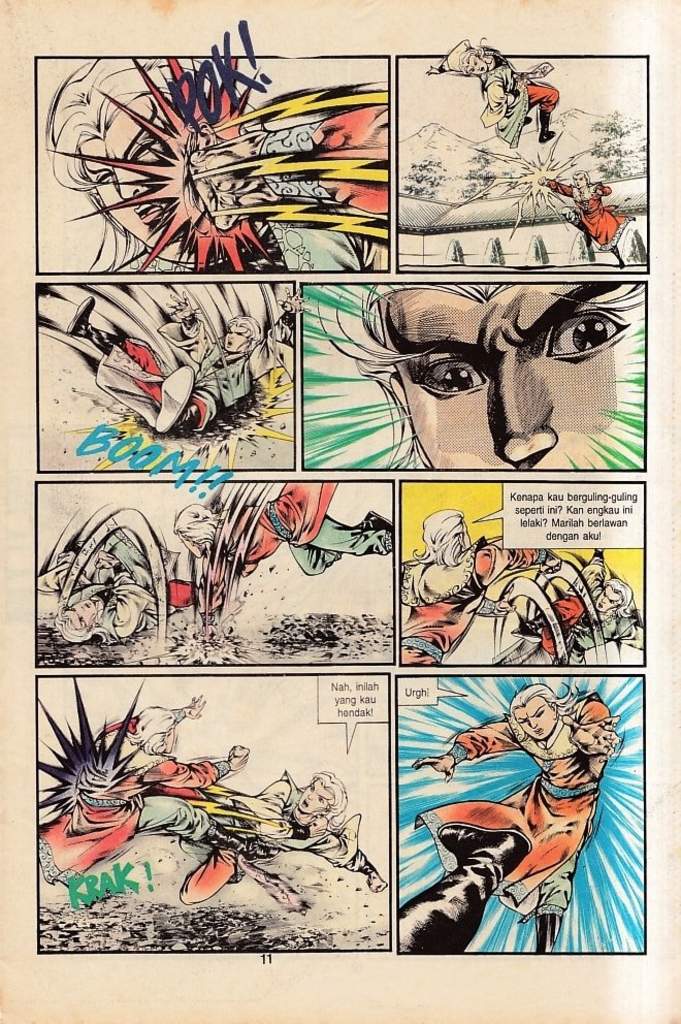 POK!
BOOM!!
Kenapa kau berguling-guling
seperti ini? Kan engkau ini
lelaki? Marilah berlawan
dengan aku!
Nah, inilah
yang kau
hendak!
KRAK!
Urgh!
11